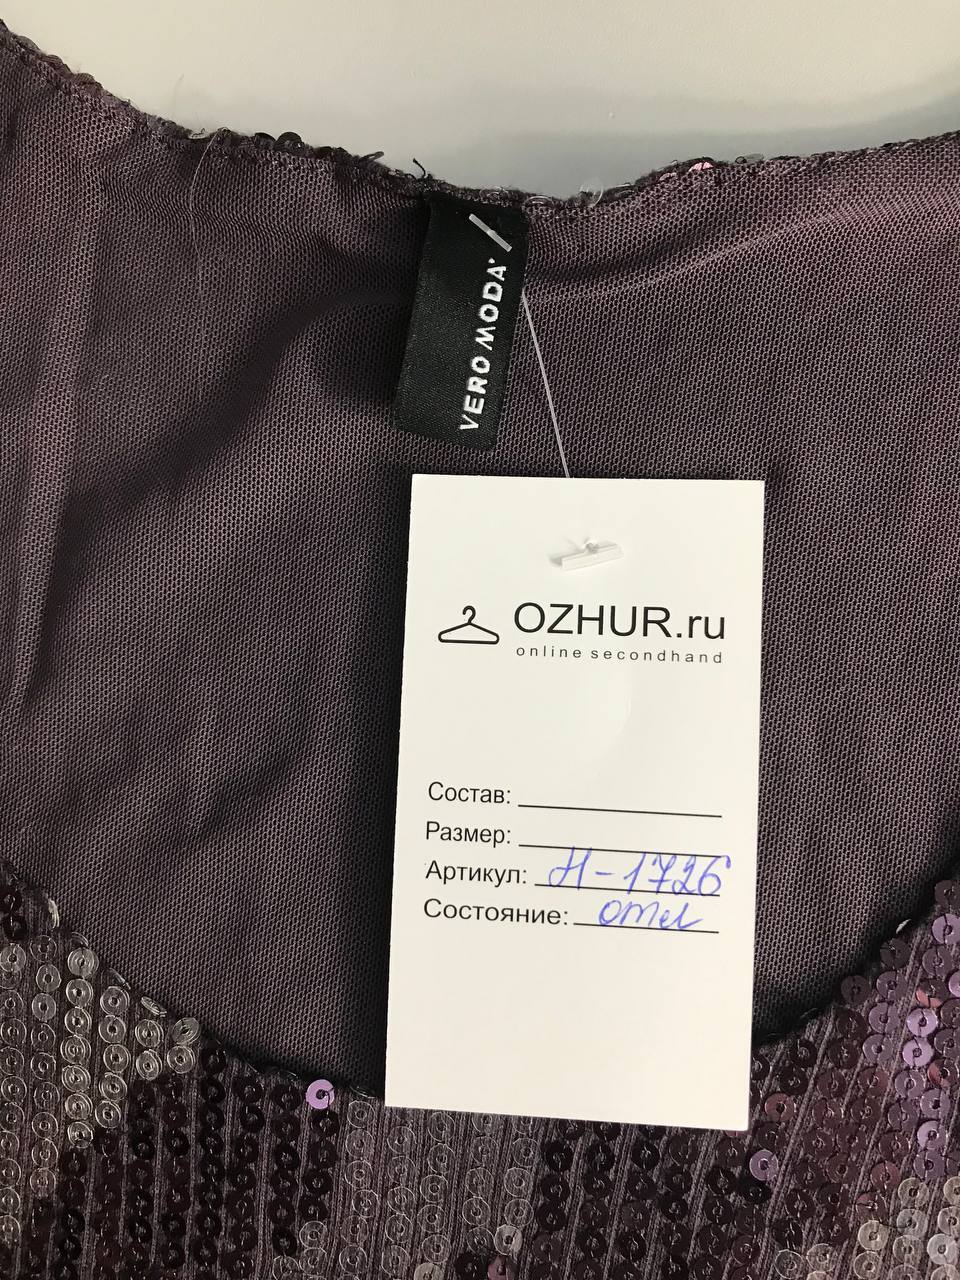 VERO MODA
OZHUR.ru
online secondhand
Состав:
Размер:
Артикул: Н-1726
Состояние: отл